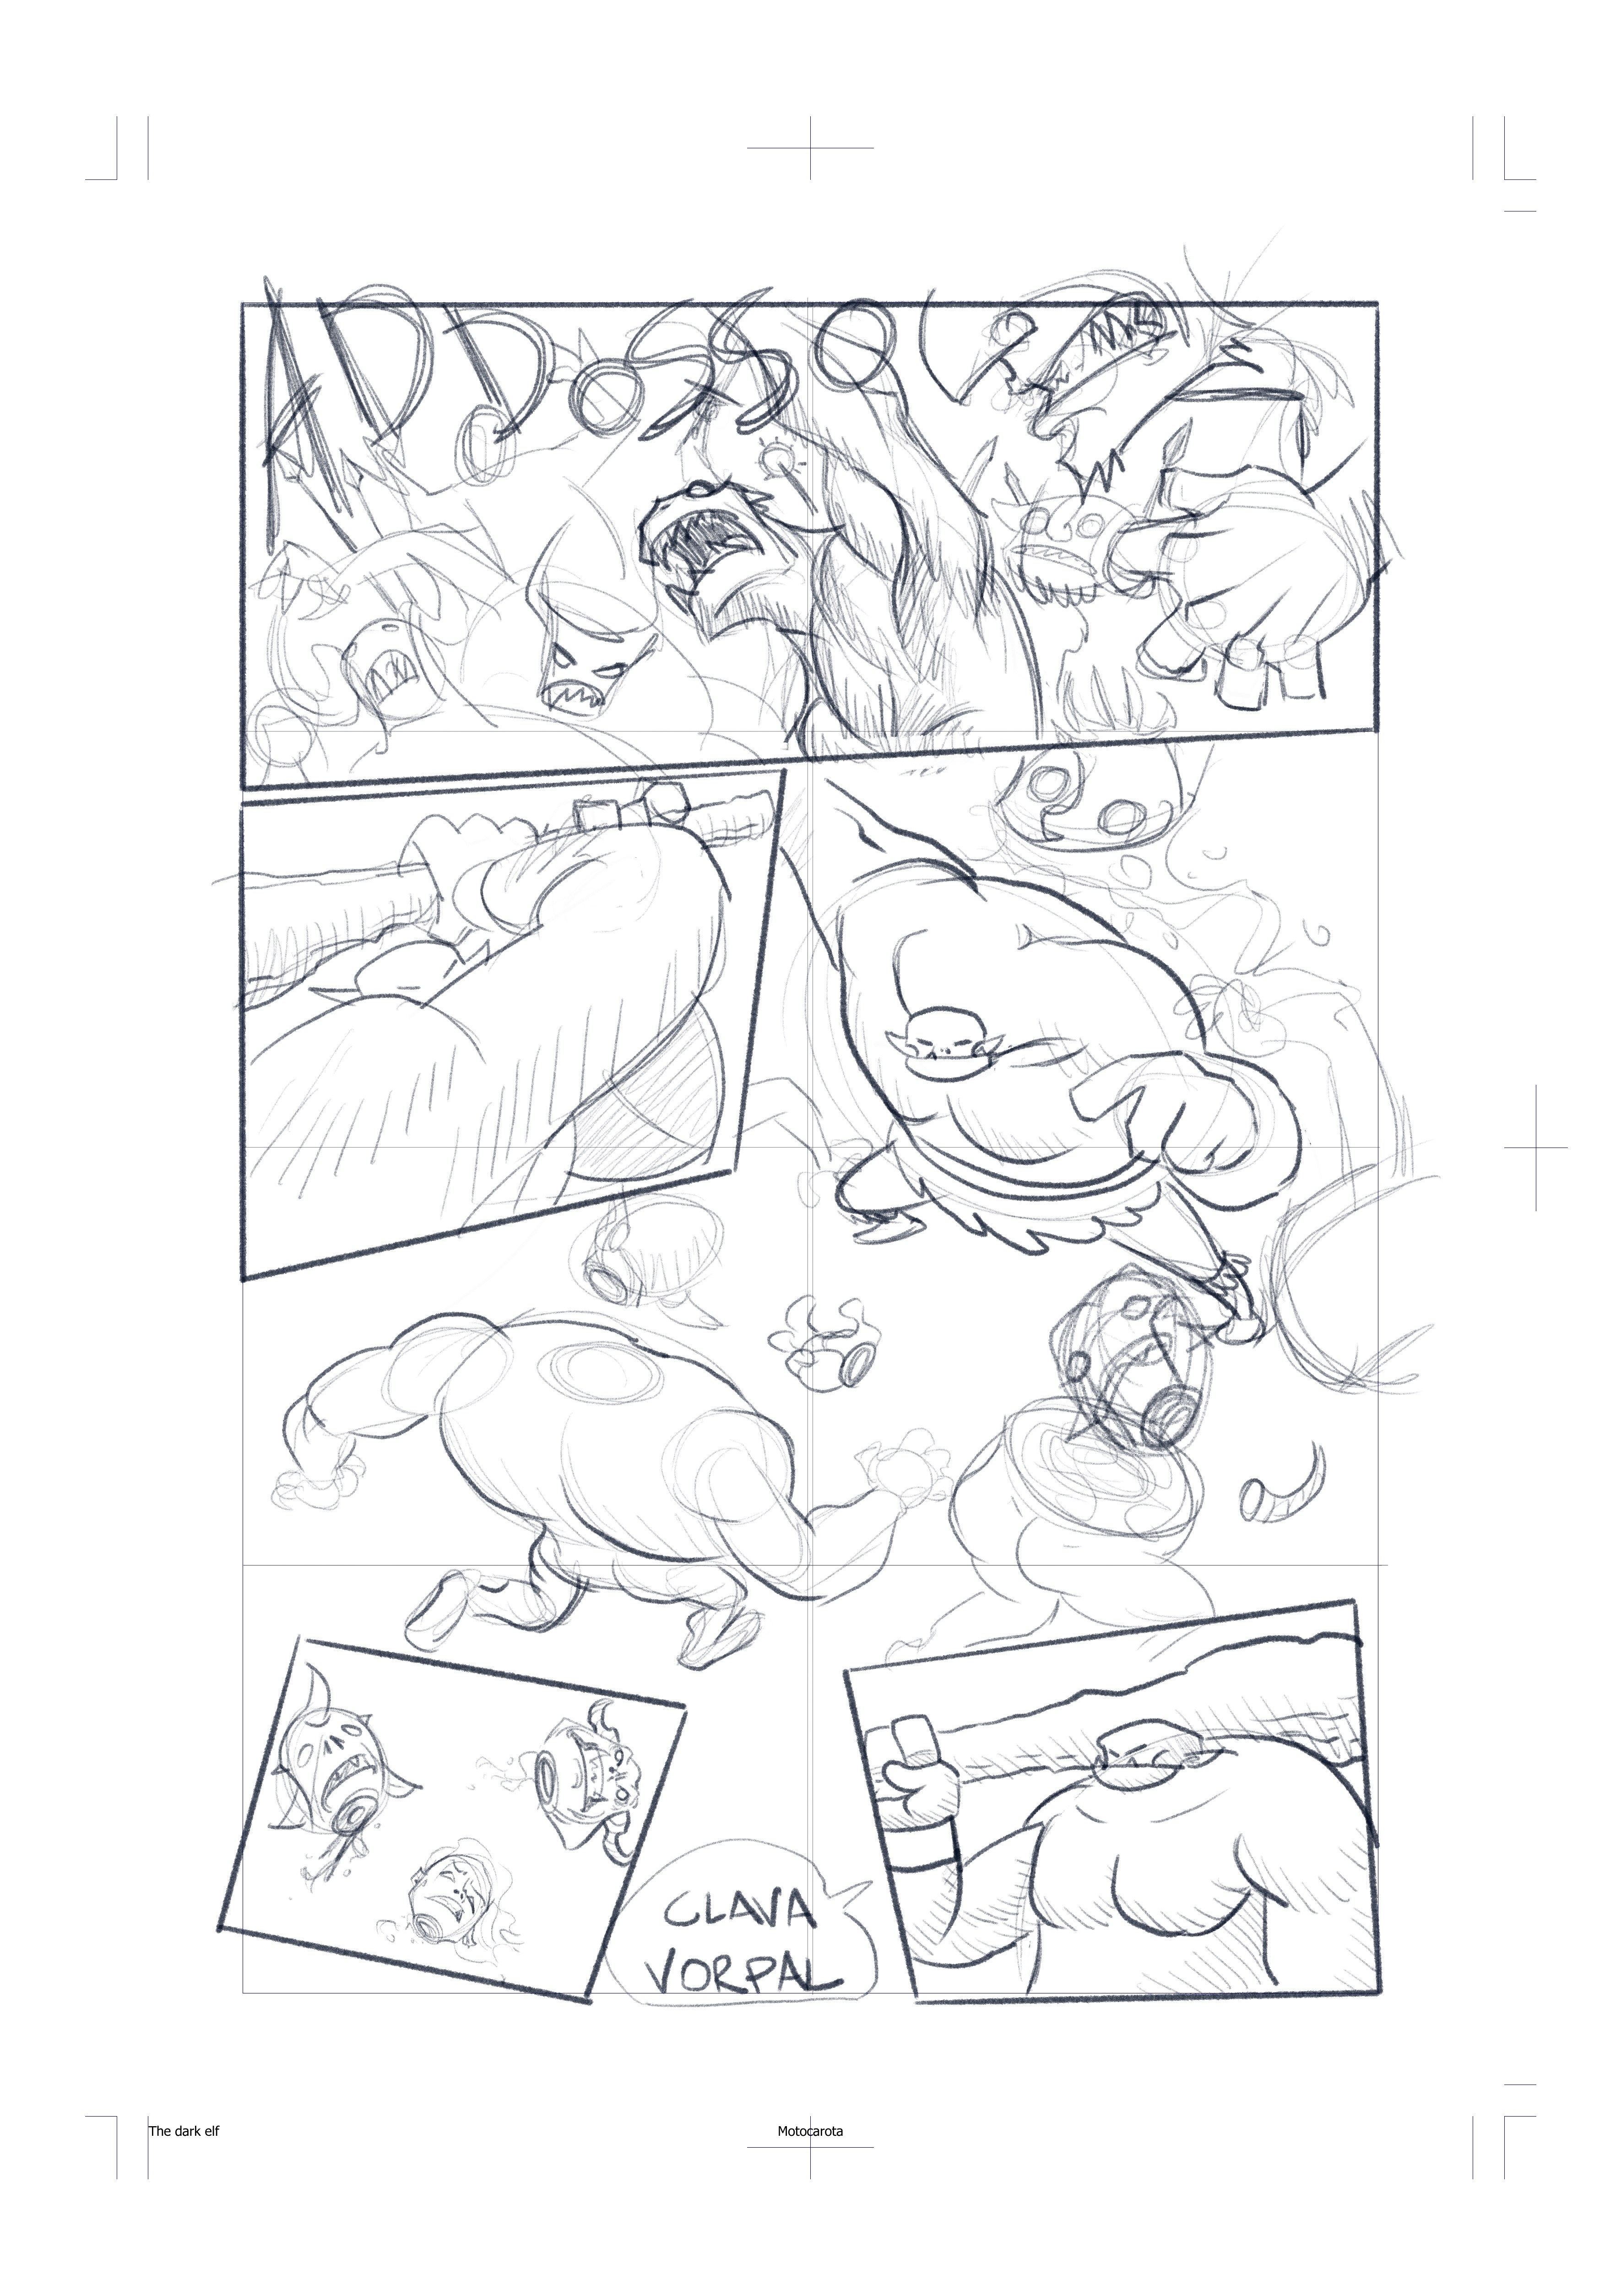 ADDOSSO
CLAVA
VORPAL
The dark elf
Motocarota